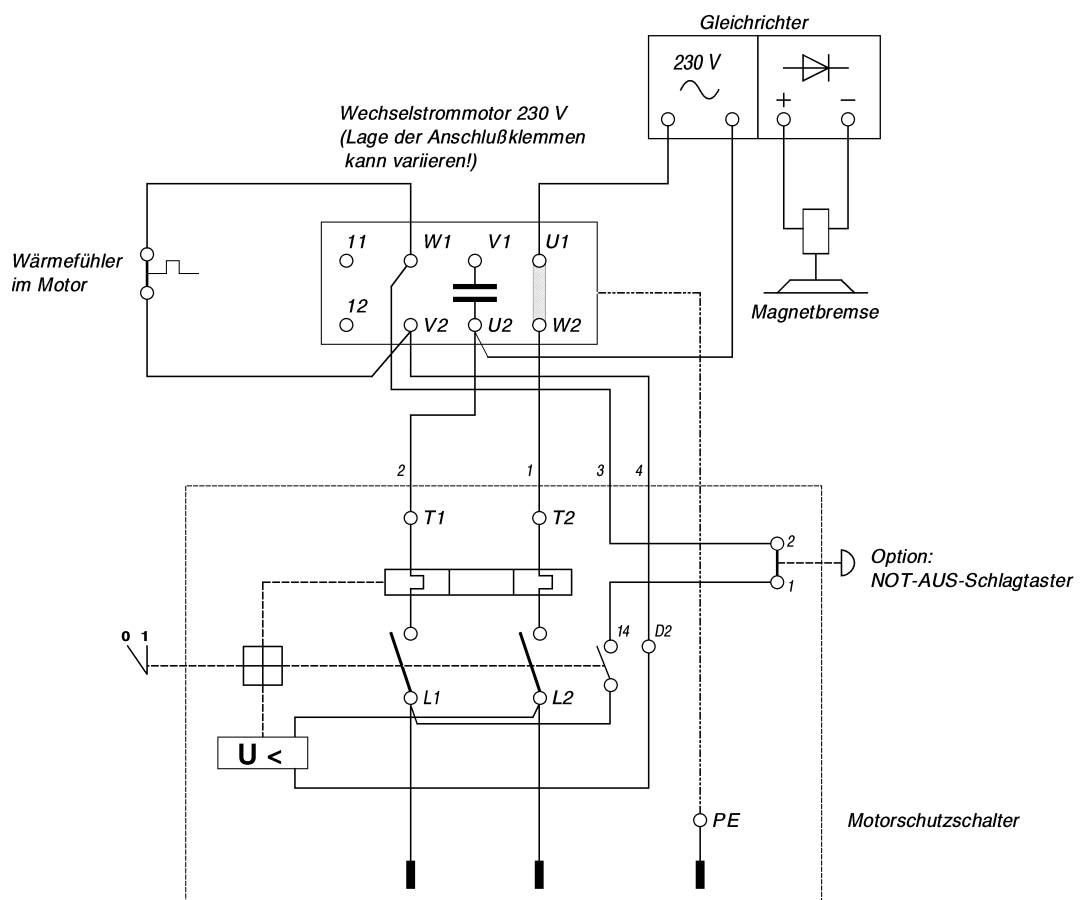 Gleichrichter
230 V
+ −
Wechselstrommotor 230 V
(Lage der Anschlußklemmen
kann variieren!)
11 W1 V1 U1
Wärmefühler
im Motor
12 V2 U2 W2
Magnetbremse
2 1 3 4
T1 T2
2
Option:
NOT-AUS-Schlagtaster
1
0 1
14 D2
L1 L2
U <
PE
Motorschutzschalter